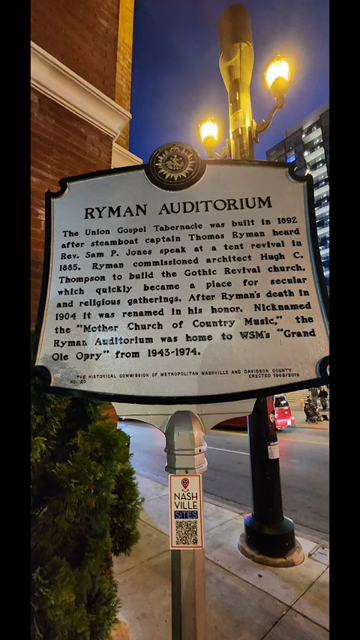 RYMAN AUDITORIUM
The Union Gospel Tabernacle was built in 1892
after steamboat captain Thomas Ryman heard
Rev. Sam P. Jones speak at a tent revival in
1885. Ryman commissioned architect Hugh C.
Thompson to build the Gothic Revival church,
which quickly became a place for secular
and religious gatherings. After Ryman's death in
1904 it was renamed in his honor. Nicknamed
the "Mother Church of Country Music," the
Ryman Auditorium was home to WSM's "Grand
Ole Opry" from 1943-1974.
THE HISTORICAL COMMISSION OF METROPOLITAN NASHVILLE AND DAVIDSON COUNTY
NO. ERECTED 1969/2019
NASH
VILLE
SITES